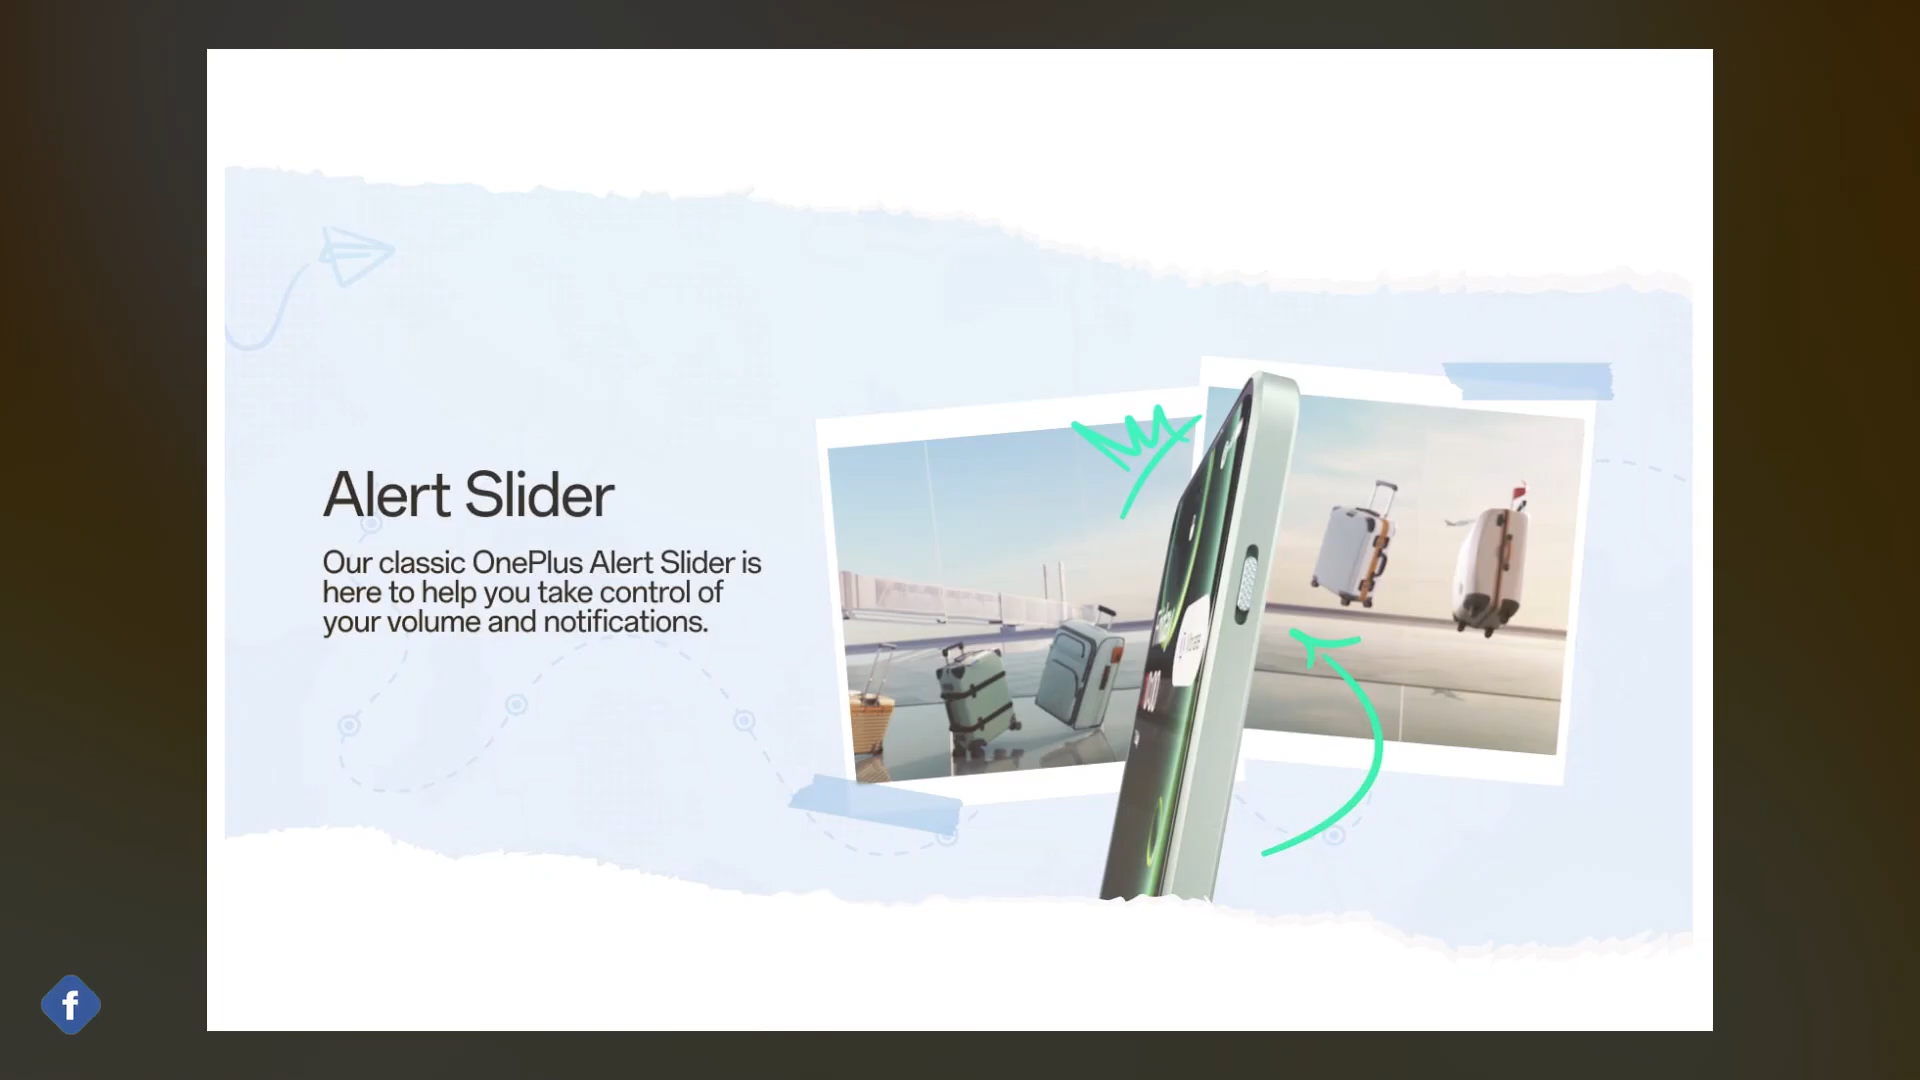 Alert Slider
Our classic OnePlus Alert Slider is
here to help you take control of
your volume and notifications.
f